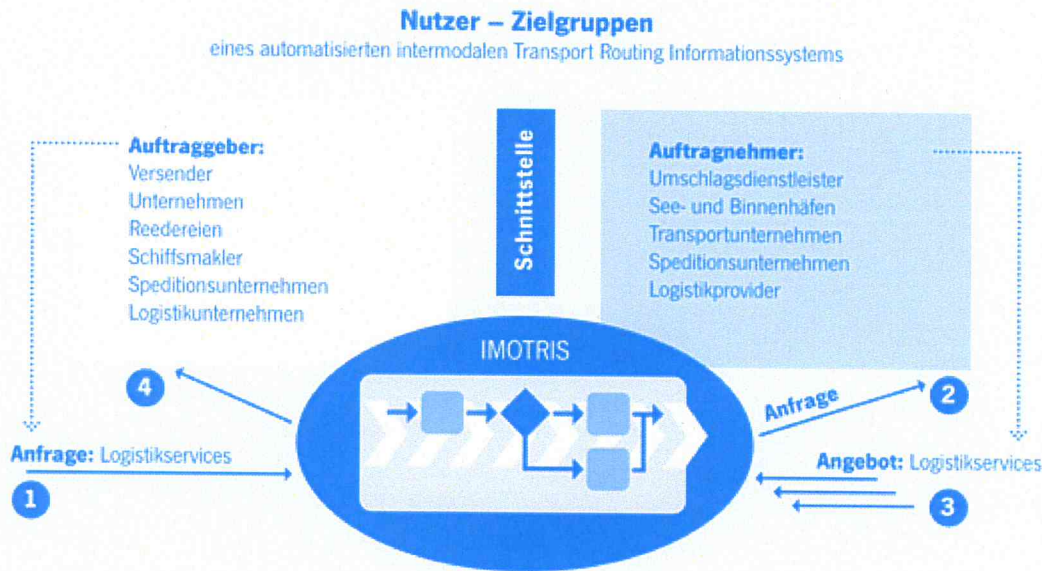 Nutzer – Zielgruppen
eines automatisierten intermodalen Transport Routing Informationssystems
Auftraggeber:
Versender
Unternehmen
Reedereien
Schiffsmakler
Speditionsunternehmen
Logistikunternehmen
Schnittstelle
Auftragnehmer:
Umschlagsdienstleister
See- und Binnenhäfen
Transportunternehmen
Speditionsunternehmen
Logistikprovider
IMOTRIS
4
Anfrage
2
Anfrage: Logistikservices
1
Angebot: Logistikservices
3